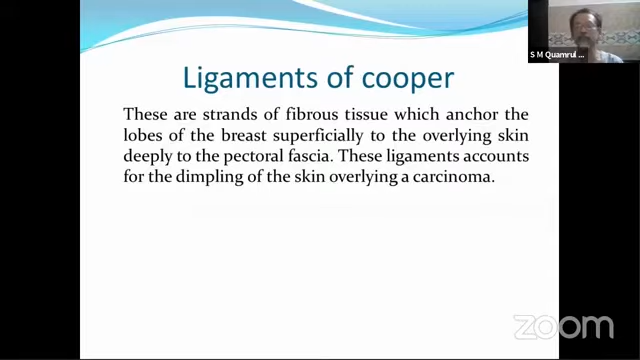 S M Quamrul ...
Ligaments of cooper
These are strands of fibrous tissue which anchor the
lobes of the breast superficially to the overlying skin
deeply to the pectoral fascia. These ligaments accounts
for the dimpling of the skin overlying a carcinoma.
zoom